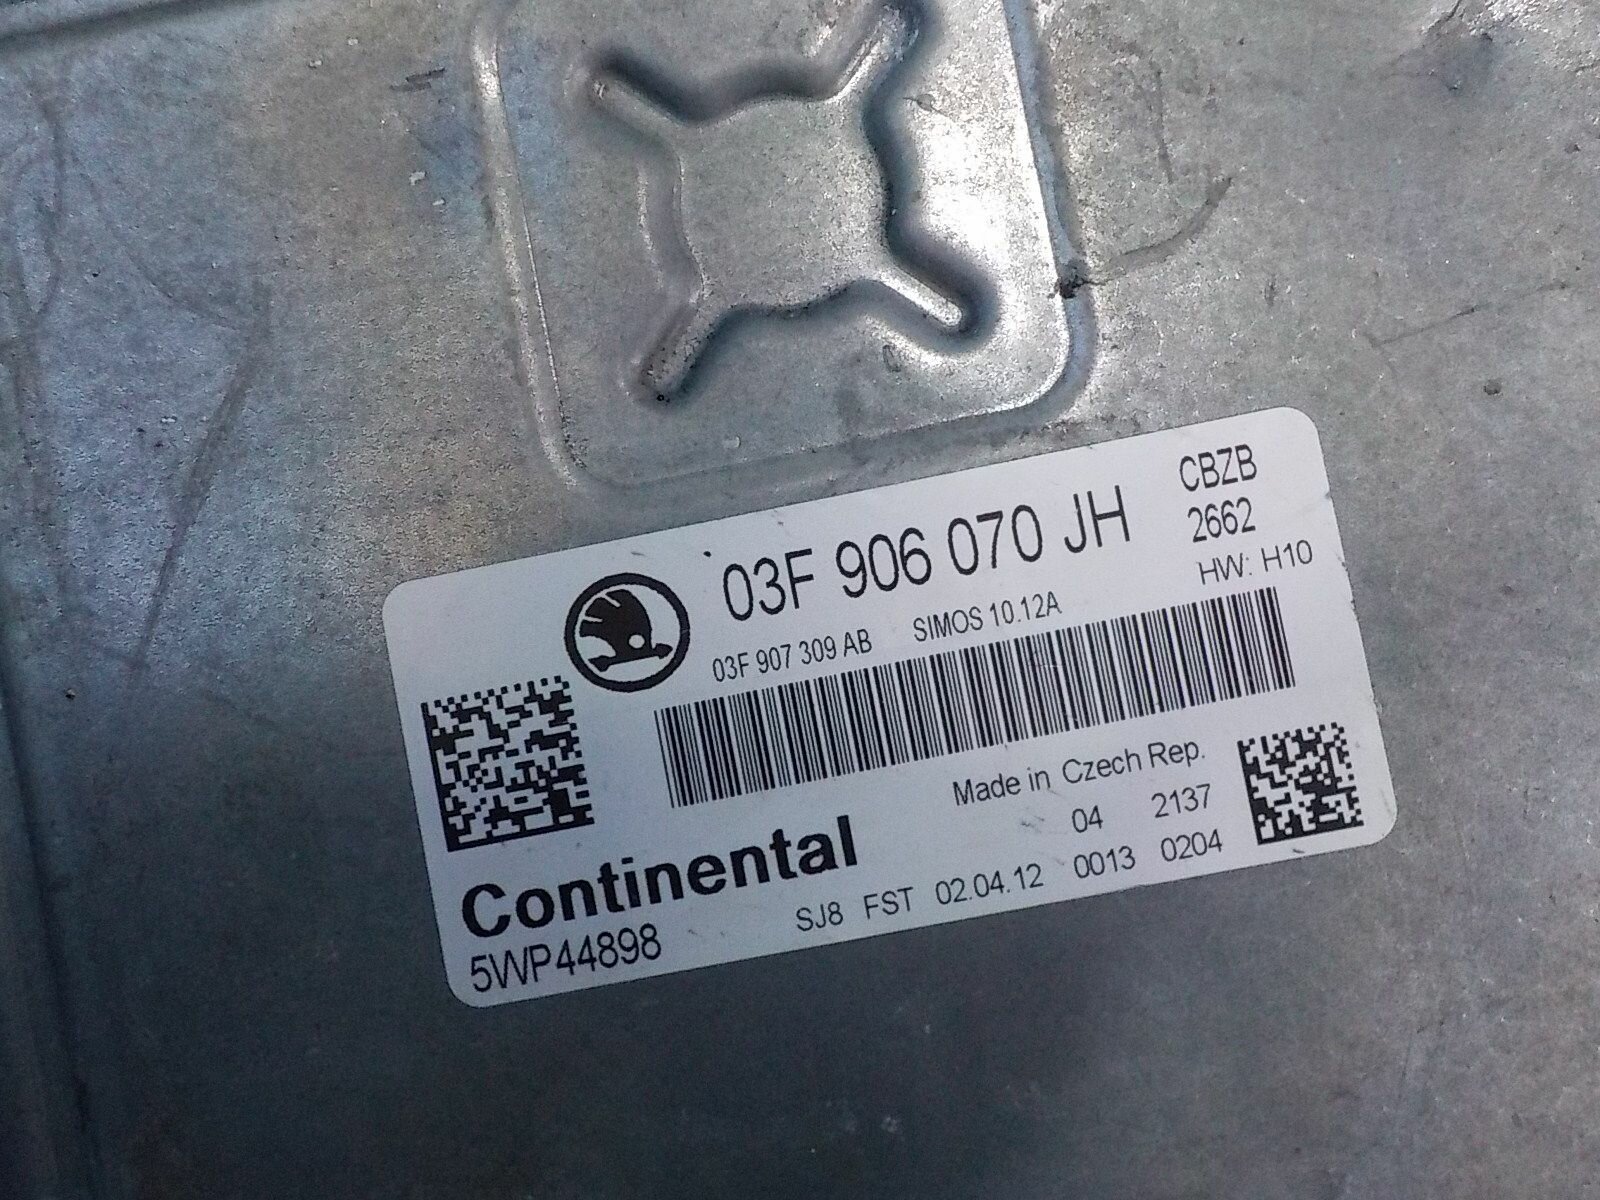 03F 906 070 JH
CBZB
2662
HW: H10
03F 907 309 AB SIMOS 10.12A
Made in Czech Rep.
04 2137
Continental
5WP44898
SJ8 FST 02.04.12 0013 0204